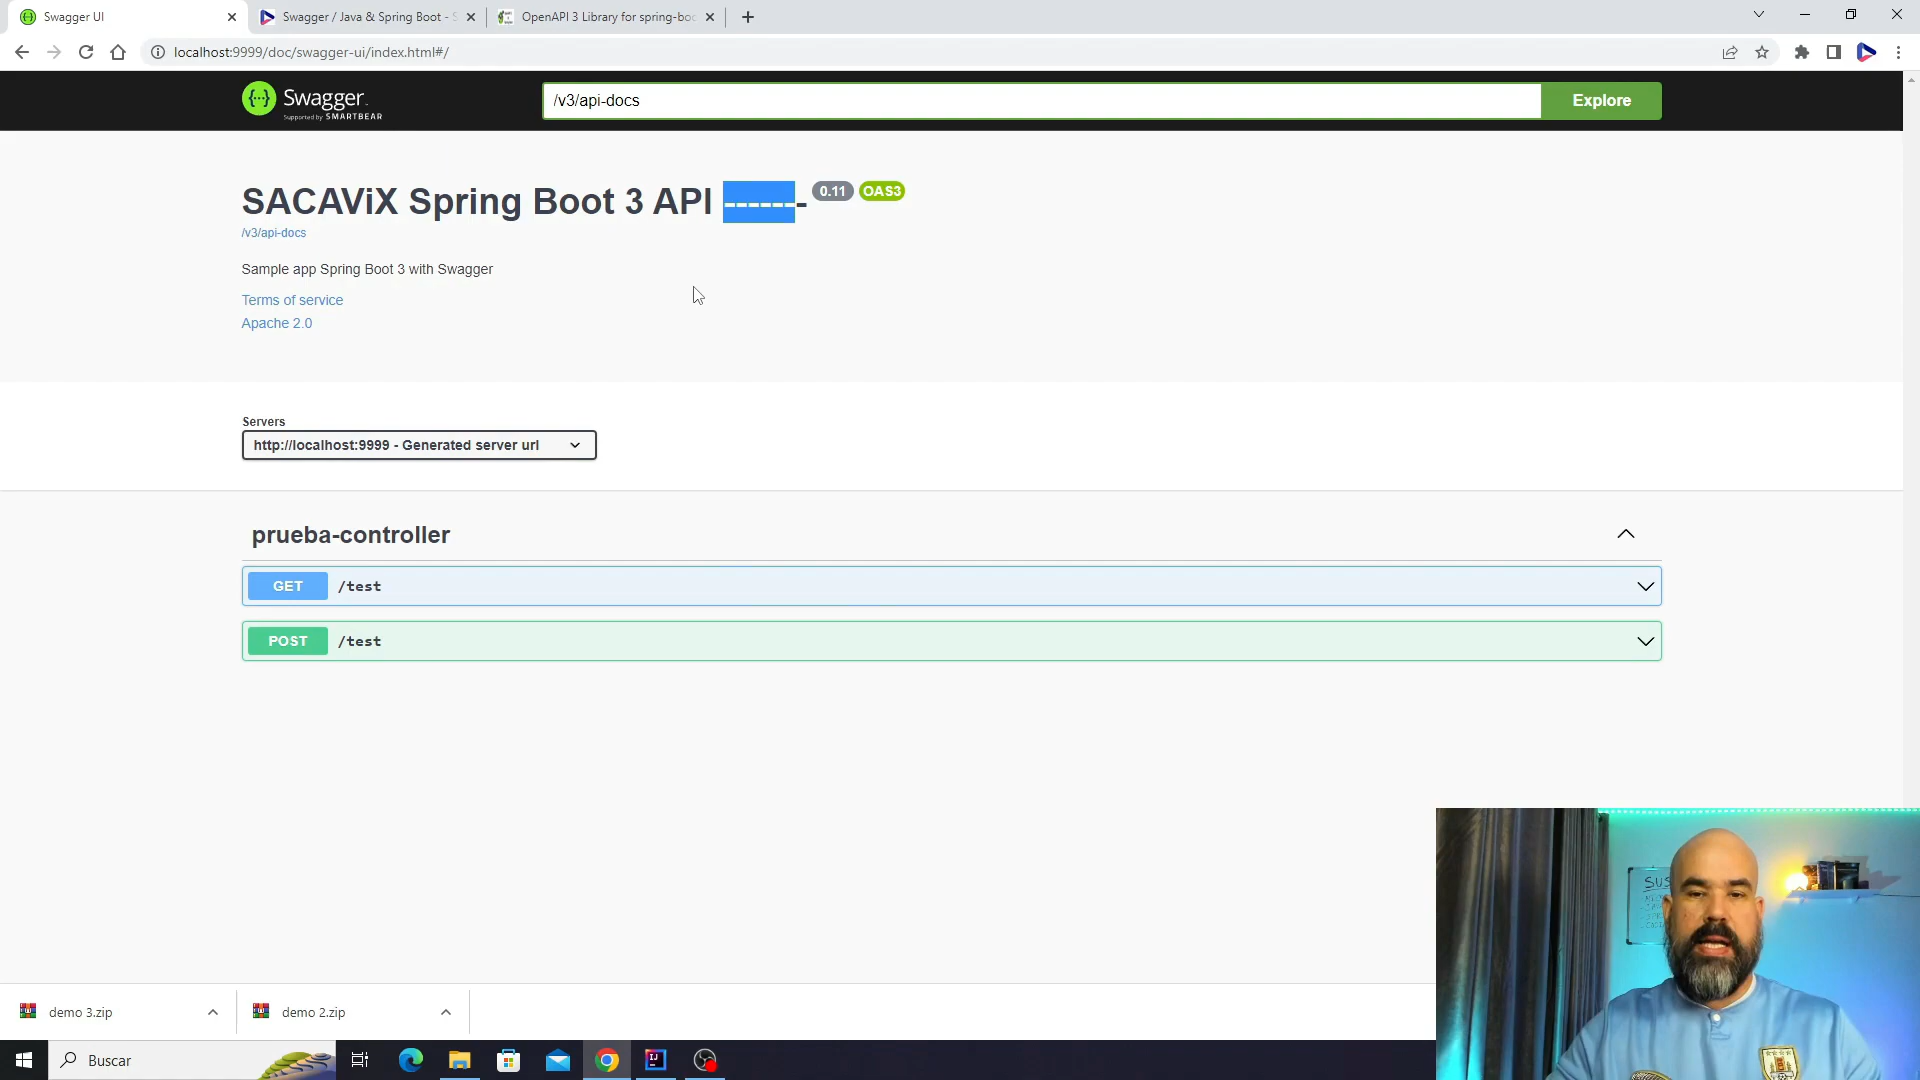 Swagger UI
Swagger / Java & Spring Boot - S
OpenAPI 3 Library for spring-boo
localhost:9999/doc/swagger-ui/index.html#/
Swagger
Supported by SMARTBEAR
/v3/api-docs
Explore
SACAViX Spring Boot 3 API ------- 0.11 OAS3
/v3/api-docs
Sample app Spring Boot 3 with Swagger
Terms of service
Apache 2.0
Servers
http://localhost:9999 - Generated server url
prueba-controller
GET /test
POST /test
SUS
demo 3.zip
demo 2.zip
Buscar